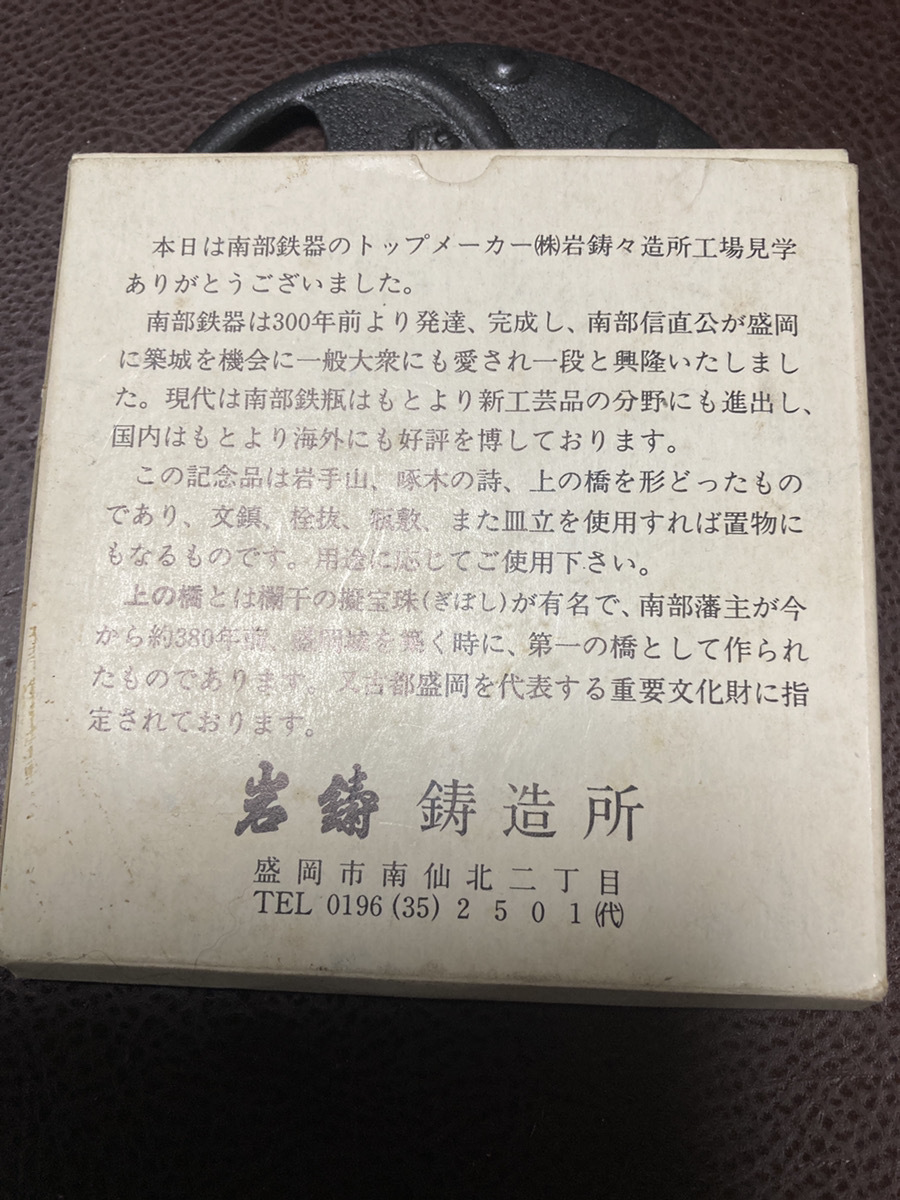 本日は南部鉄器のトップメーカー㈱岩鋳々造所工場見学
ありがとうございました。
南部鉄器は300年前より発達、完成し、南部信直公が盛岡
に築城を機会に一般大衆にも愛され一段と興隆いたしまし
た。現代は南部鉄瓶はもとより新工芸品の分野にも進出し、
国内はもとより海外にも好評を博しております。
この記念品は岩手山、啄木の詩、上の橋を形どったもの
であり、文鎮、栓抜、瓶敷、また皿立を使用すれば置物に
もなるものです。用途に応じてご使用下さい。
上の橋とは欄干の擬宝珠(ぎぼし)が有名で、南部藩主が今
から約380年前、盛岡城を築く時に、第一の橋として作られ
たものであります。又古都盛岡を代表する重要文化財に指
定されております。
岩鋳 鋳造所
盛岡市南仙北二丁目
TEL 0196 (35) 2501㈹